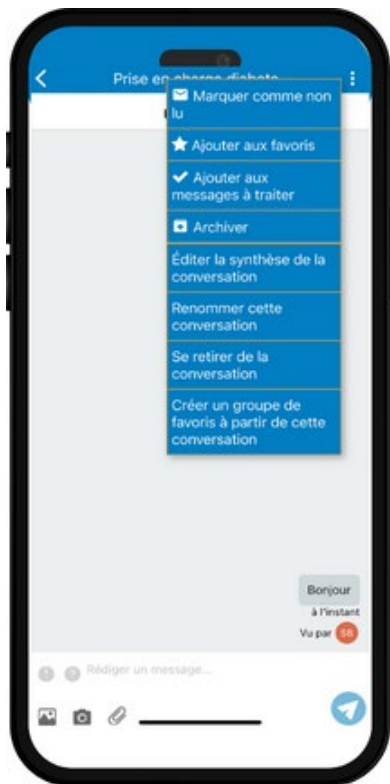 Prise en charge diabete
Marquer comme non
lu
Ajouter aux favoris
Ajouter aux
messages à traiter
Archiver
Éditer la synthèse de la
conversation
Renommer cette
conversation
Se retirer de la
conversation
Créer un groupe de
favoris à partir de cette
conversation
Bonjour
à l'instant
Vu par SB
Rédiger un message...